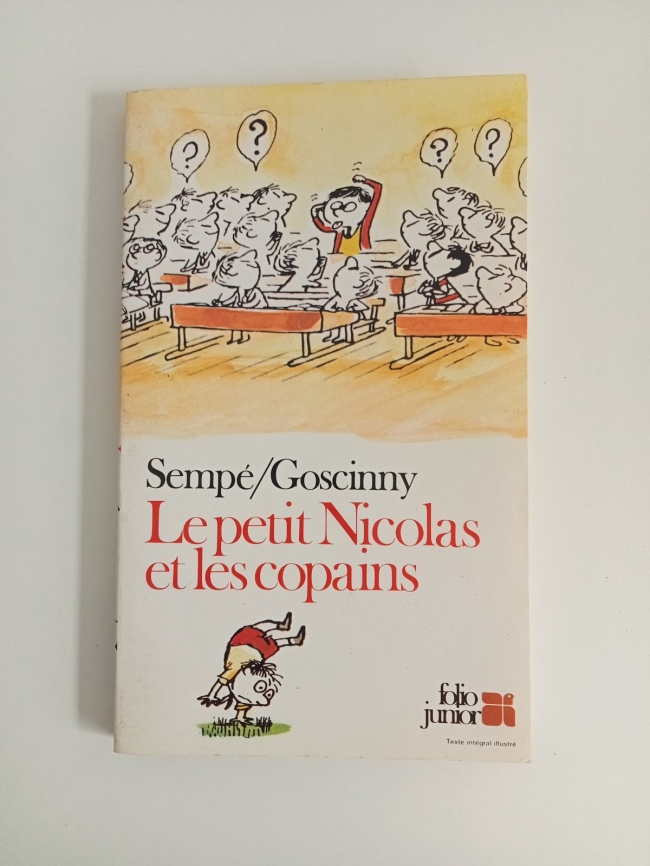 ? ? ? ?
Sempé/Goscinny
Le petit Nicolas
et les copains
folio
junior
Texte intégral illustré